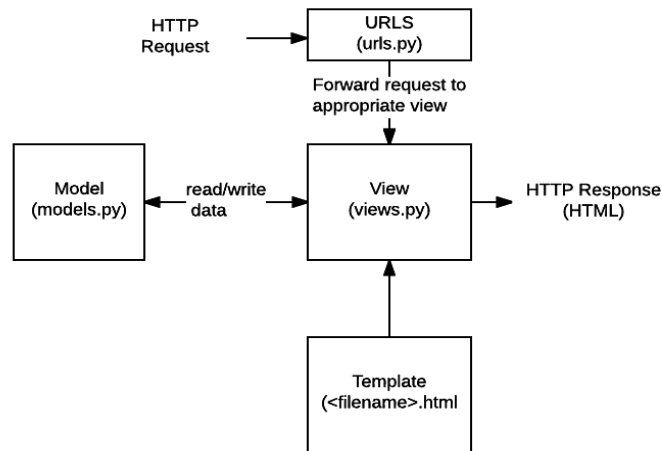 HTTP
Request
URLS
(urls.py)
Forward request to
appropriate view
Model
(models.py)
read/write
data
View
(views.py)
HTTP Response
(HTML)
Template
(<filename>.html